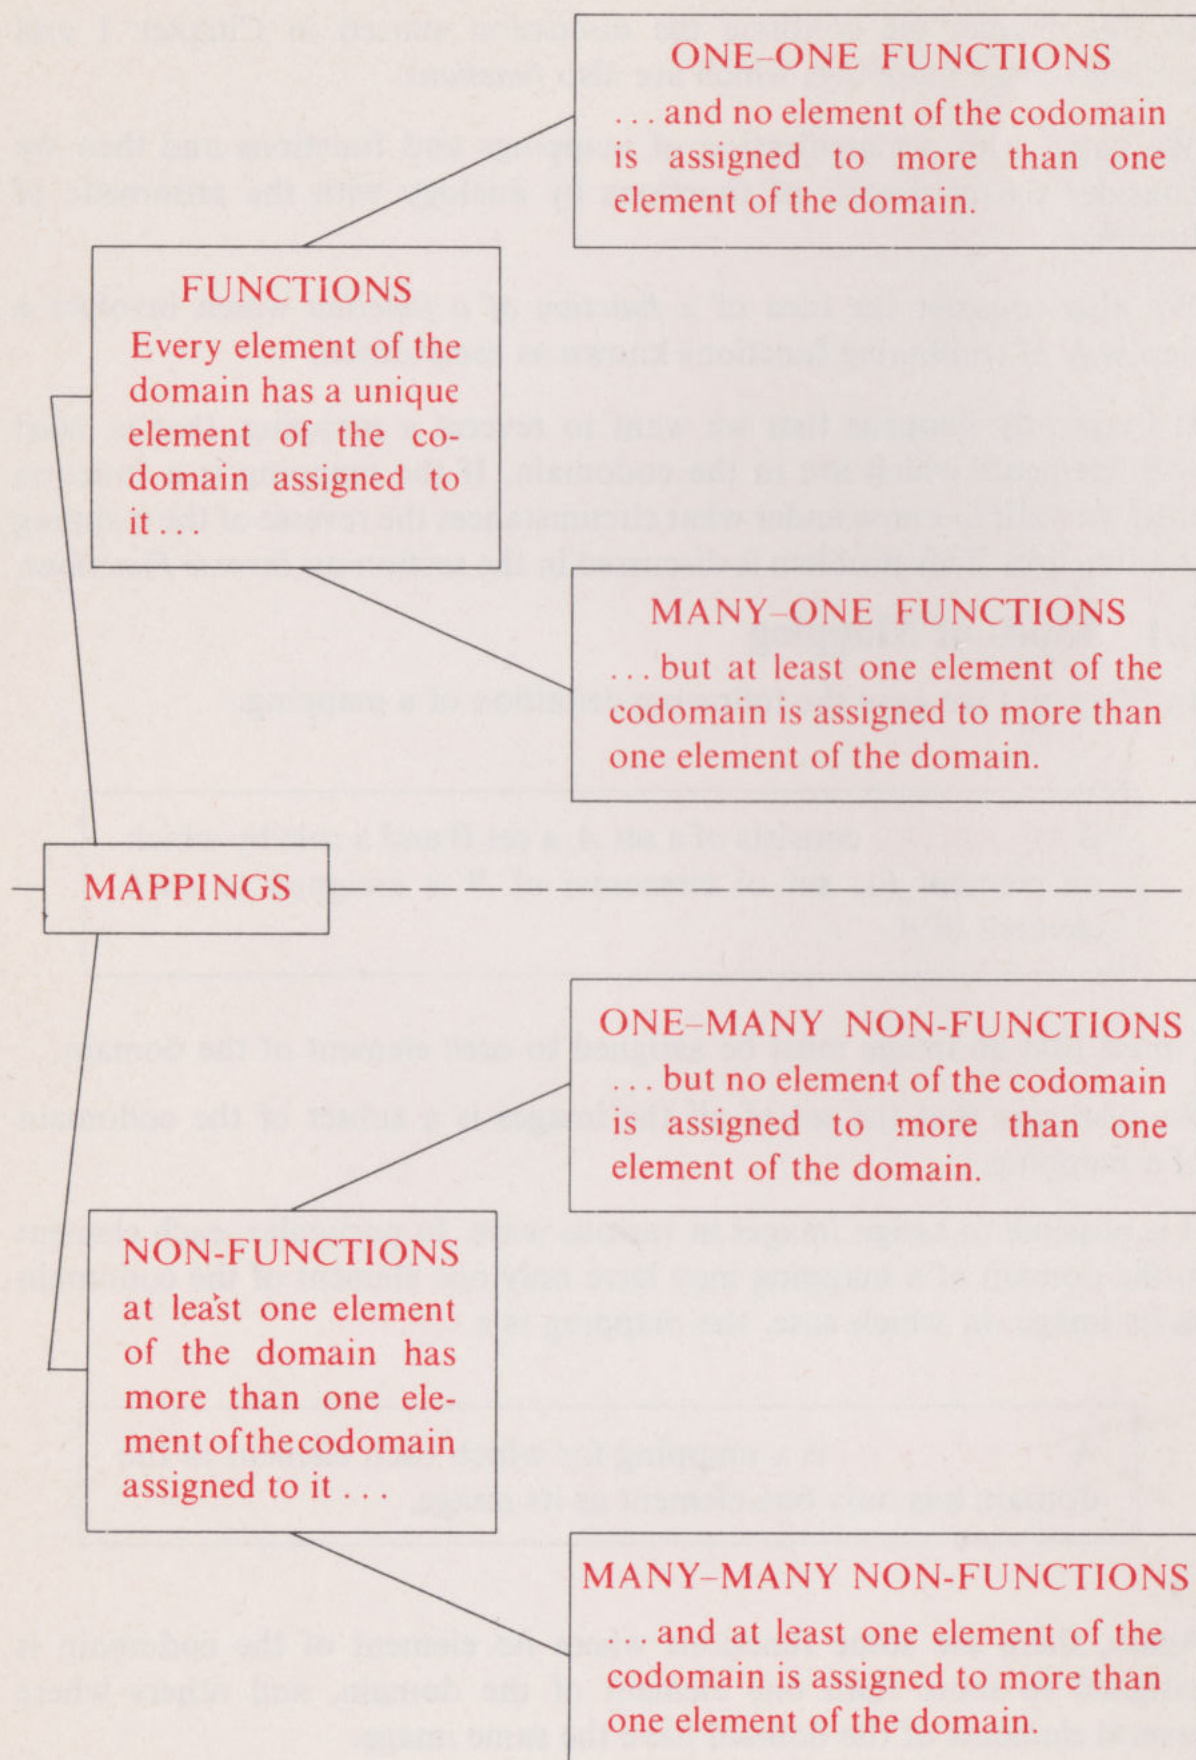 ONE–ONE FUNCTIONS
...and no element of the codomain
is assigned to more than one
element of the domain.
FUNCTIONS
Every element of the
domain has a unique
element of the co-
domain assigned to
it...
MANY–ONE FUNCTIONS
...but at least one element of the
codomain is assigned to more than
one element of the domain.
MAPPINGS
ONE–MANY NON-FUNCTIONS
...but no element of the codomain
is assigned to more than one
element of the domain.
NON-FUNCTIONS
at least one element
of the domain has
more than one ele-
ment of the codomain
assigned to it...
MANY–MANY NON-FUNCTIONS
...and at least one element of the
codomain is assigned to more than
one element of the domain.